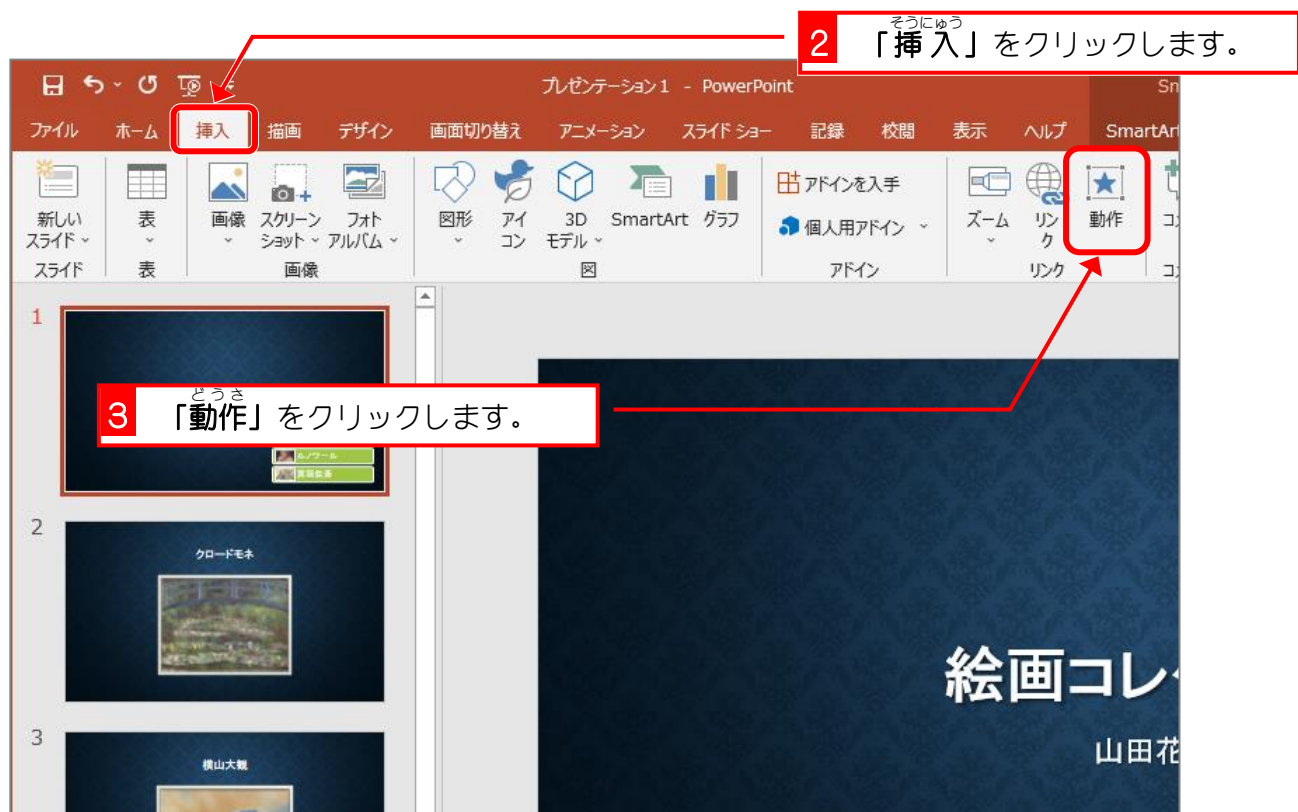 そうにゅう
2 「挿入」をクリックします。
プレゼンテーション1 - PowerPoint
Sm
ファイル ホーム 挿入 描画 デザイン 画面切り替え アニメーション スライド ショー 記録 校閲 表示 ヘルプ SmartArt
新しい
スライド
表
画像
スクリーン
ショット
フォト
アルバム
図形
アイ
コン
3D
モデル
SmartArt
グラフ
アドインを入手
個人用アドイン
ズーム
リン
ク
動作
コ
スライド 表 画像 図 アドイン リンク コ
1
どうさ
3 「動作」をクリックします。
ルノワール
2
クロードモネ
3
横山大観
絵画コレ
山田花